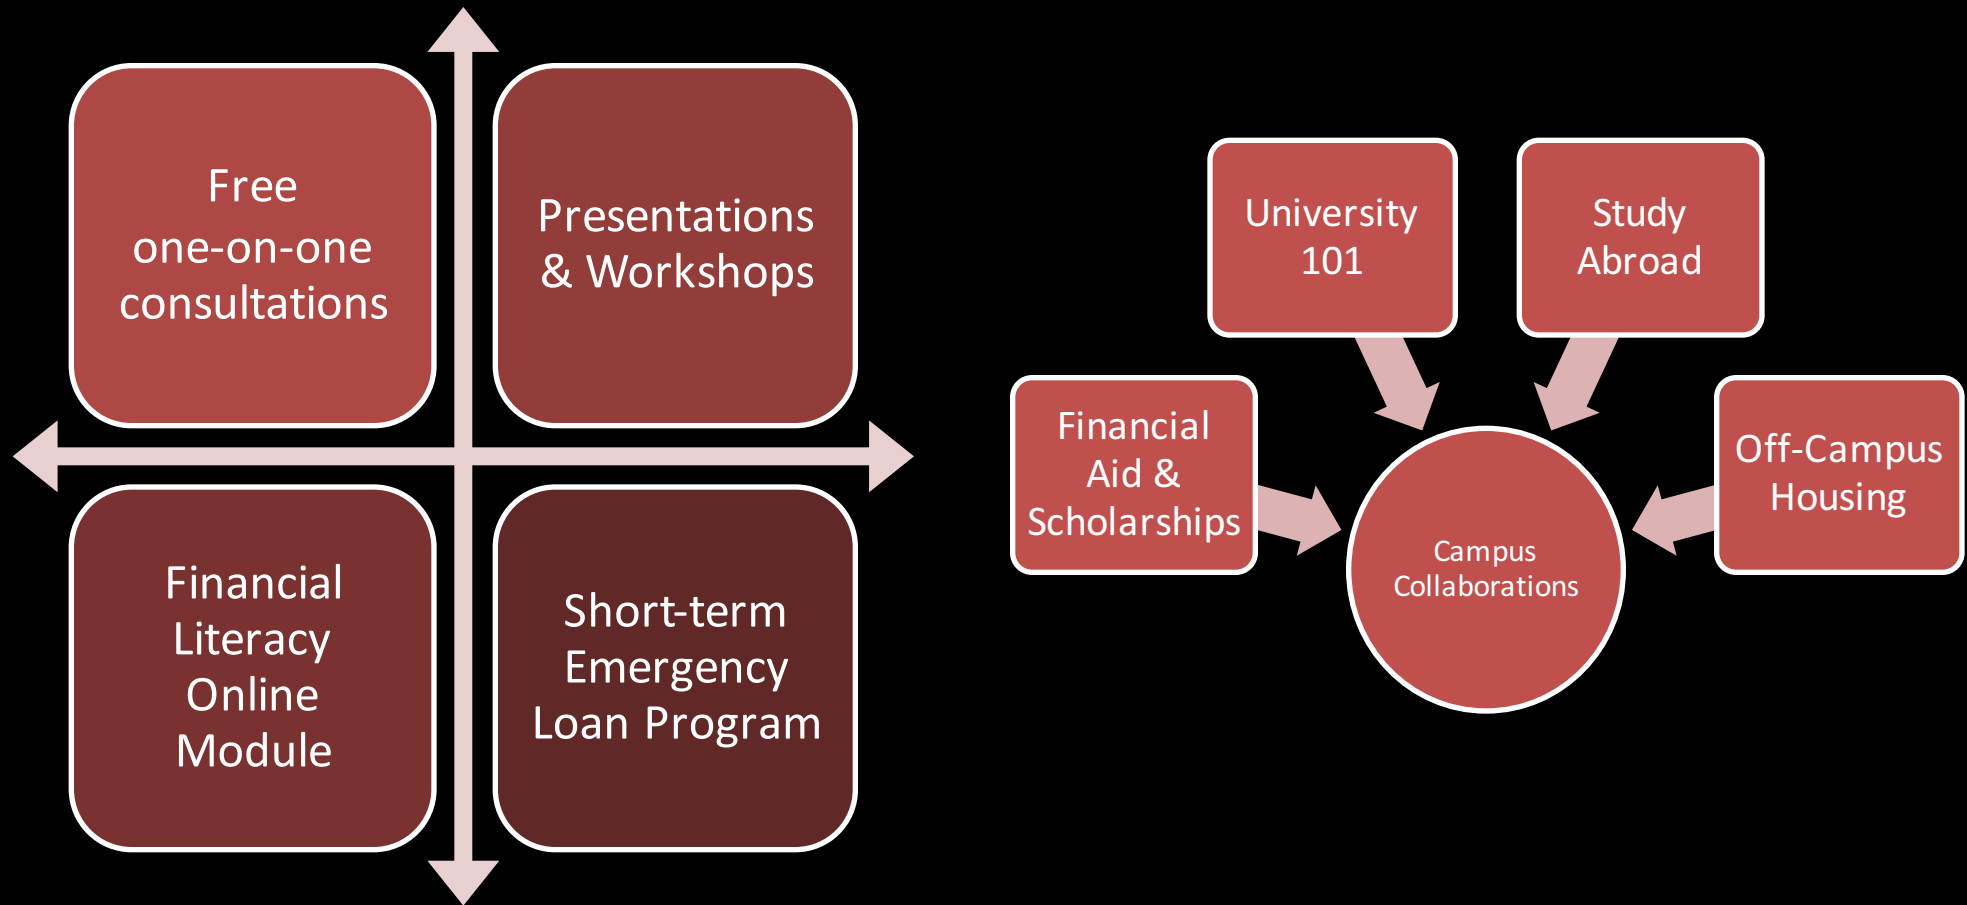 Free
one-on-one
consultations
Presentations
& Workshops
Financial
Literacy
Online
Module
Short-term
Emergency
Loan Program
University
101
Study
Abroad
Financial
Aid &
Scholarships
Off-Campus
Housing
Campus
Collaborations